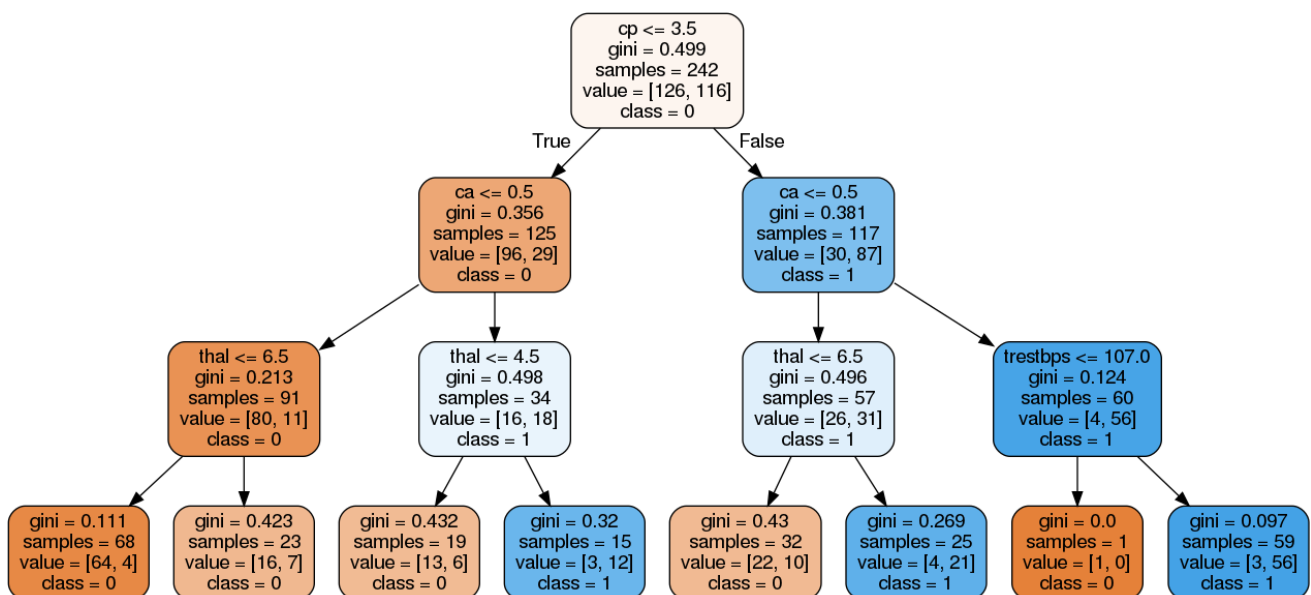 cp <= 3.5
gini = 0.499
samples = 242
value = [126, 116]
class = 0
True
False
ca <= 0.5
gini = 0.356
samples = 125
value = [96, 29]
class = 0
ca <= 0.5
gini = 0.381
samples = 117
value = [30, 87]
class = 1
thal <= 6.5
gini = 0.213
samples = 91
value = [80, 11]
class = 0
thal <= 4.5
gini = 0.498
samples = 34
value = [16, 18]
class = 1
thal <= 6.5
gini = 0.496
samples = 57
value = [26, 31]
class = 1
trestbps <= 107.0
gini = 0.124
samples = 60
value = [4, 56]
class = 1
gini = 0.111
samples = 68
value = [64, 4]
class = 0
gini = 0.423
samples = 23
value = [16, 7]
class = 0
gini = 0.432
samples = 19
value = [13, 6]
class = 0
gini = 0.32
samples = 15
value = [3, 12]
class = 1
gini = 0.43
samples = 32
value = [22, 10]
class = 0
gini = 0.269
samples = 25
value = [4, 21]
class = 1
gini = 0.0
samples = 1
value = [1, 0]
class = 0
gini = 0.097
samples = 59
value = [3, 56]
class = 1